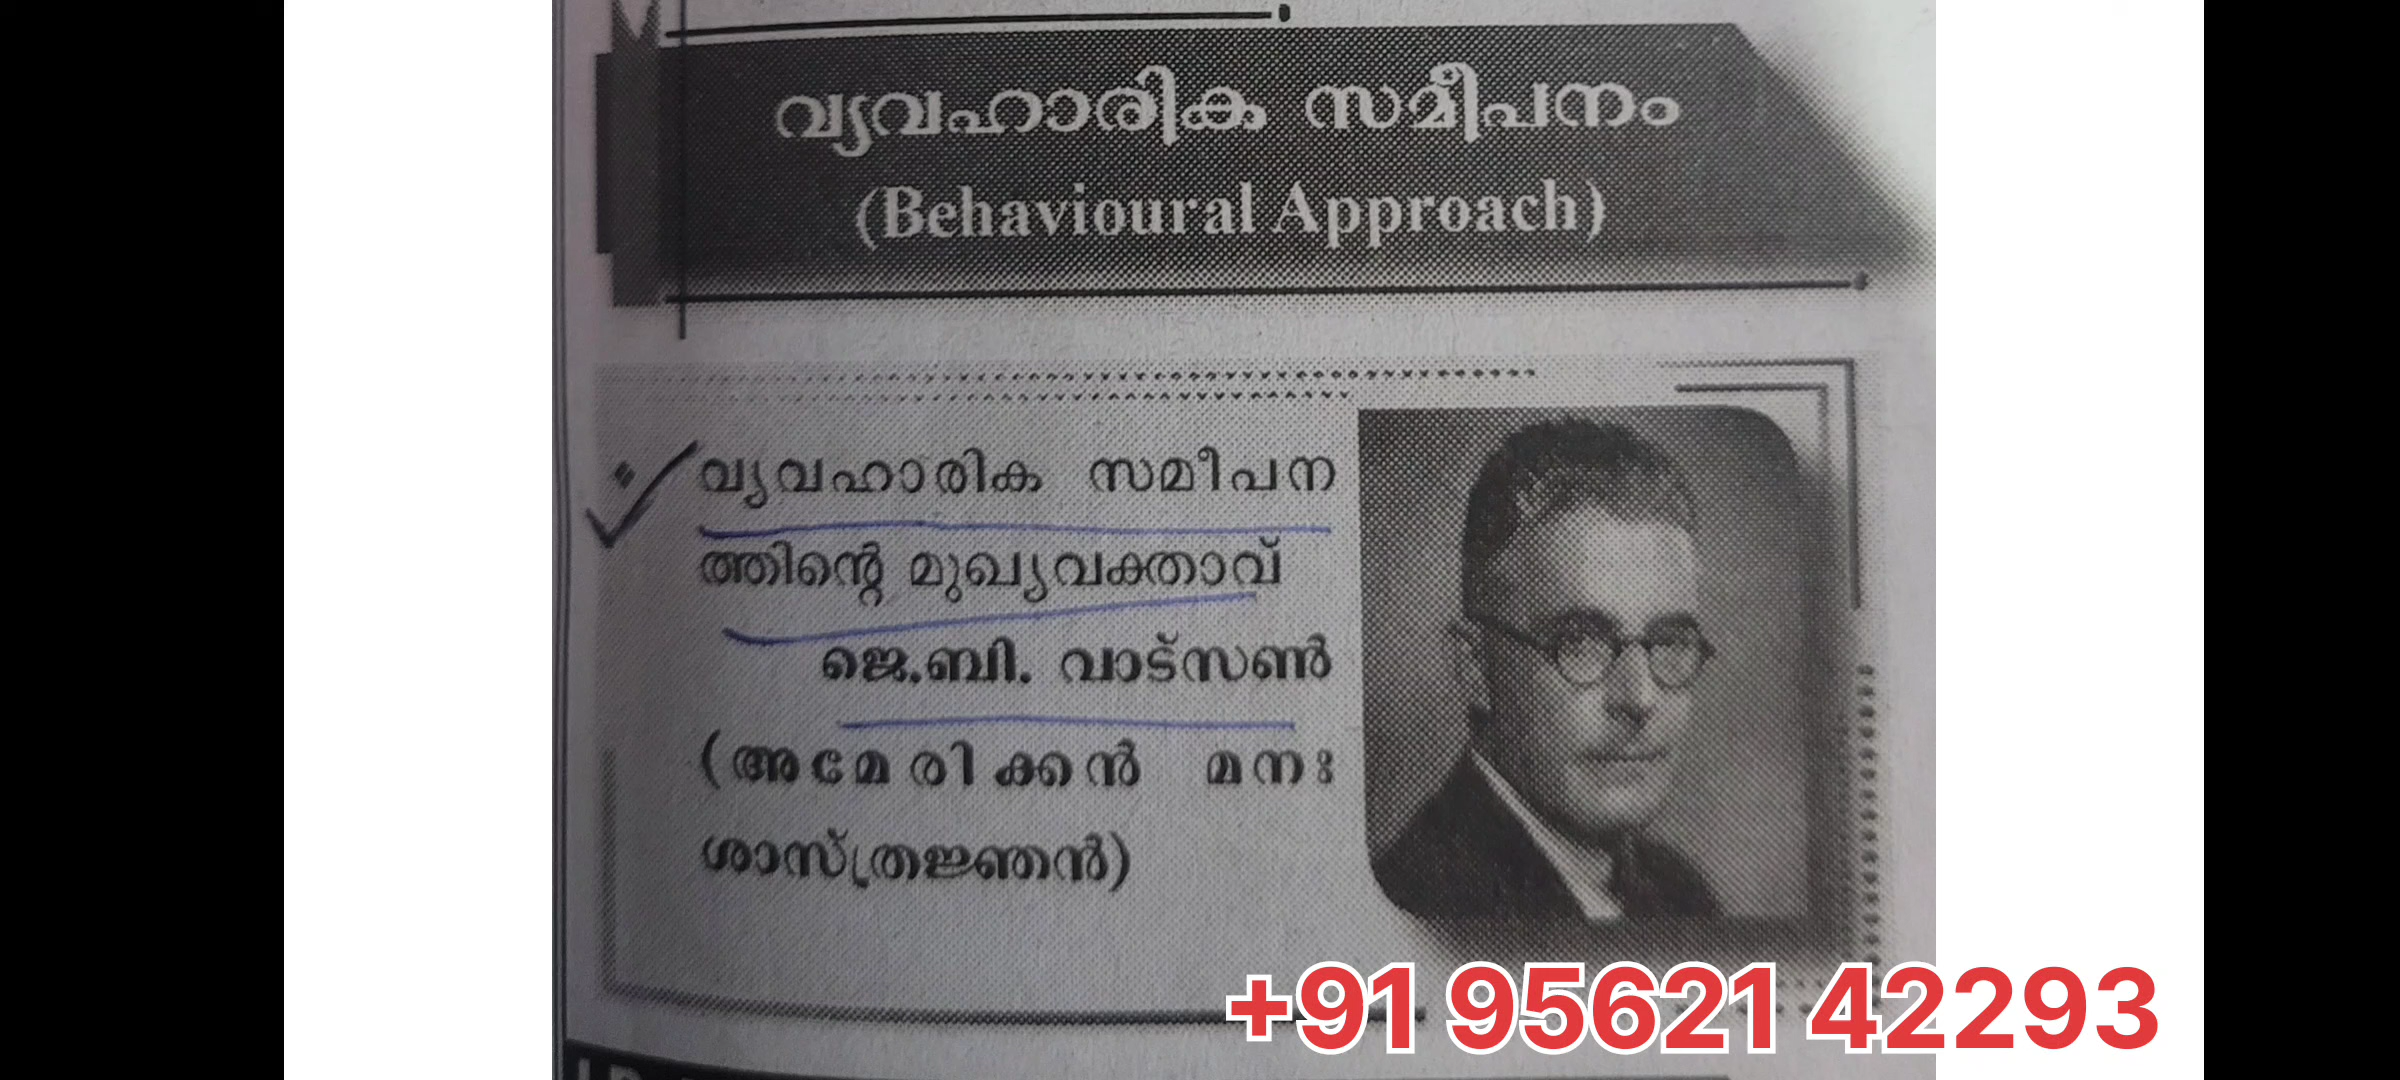 വ്യവഹാരിക സമീപനം
(Behavioural Approach)
വ്യവഹാരിക സമീപന
ത്തിന്റെ മുഖ്യവക്താവ്
ജെ.ബി. വാട്സൺ
(അമേരിക്കൻ മനഃ
ശാസ്ത്രജ്ഞൻ)
+91 95621 42293